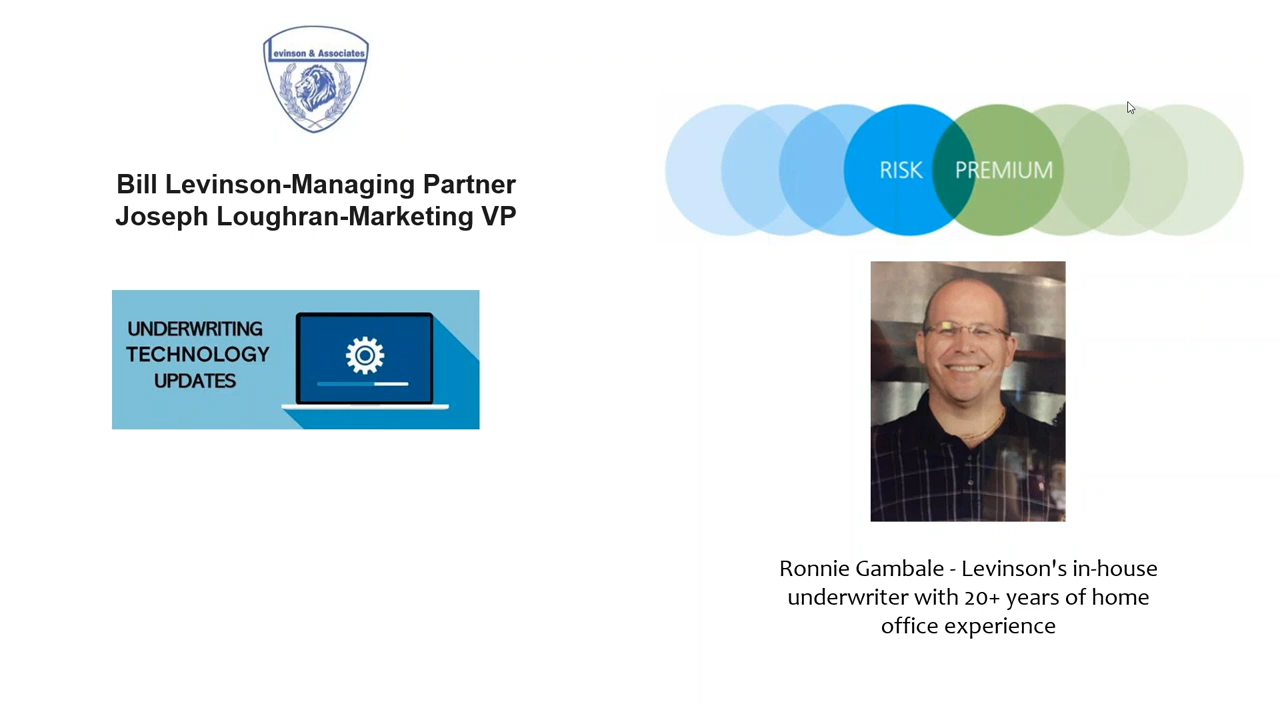 Levinson & Associates
Bill Levinson-Managing Partner
Joseph Loughran-Marketing VP
UNDERWRITING
TECHNOLOGY
UPDATES
RISK
PREMIUM
Ronnie Gambale - Levinson's in-house
underwriter with 20+ years of home
office experience